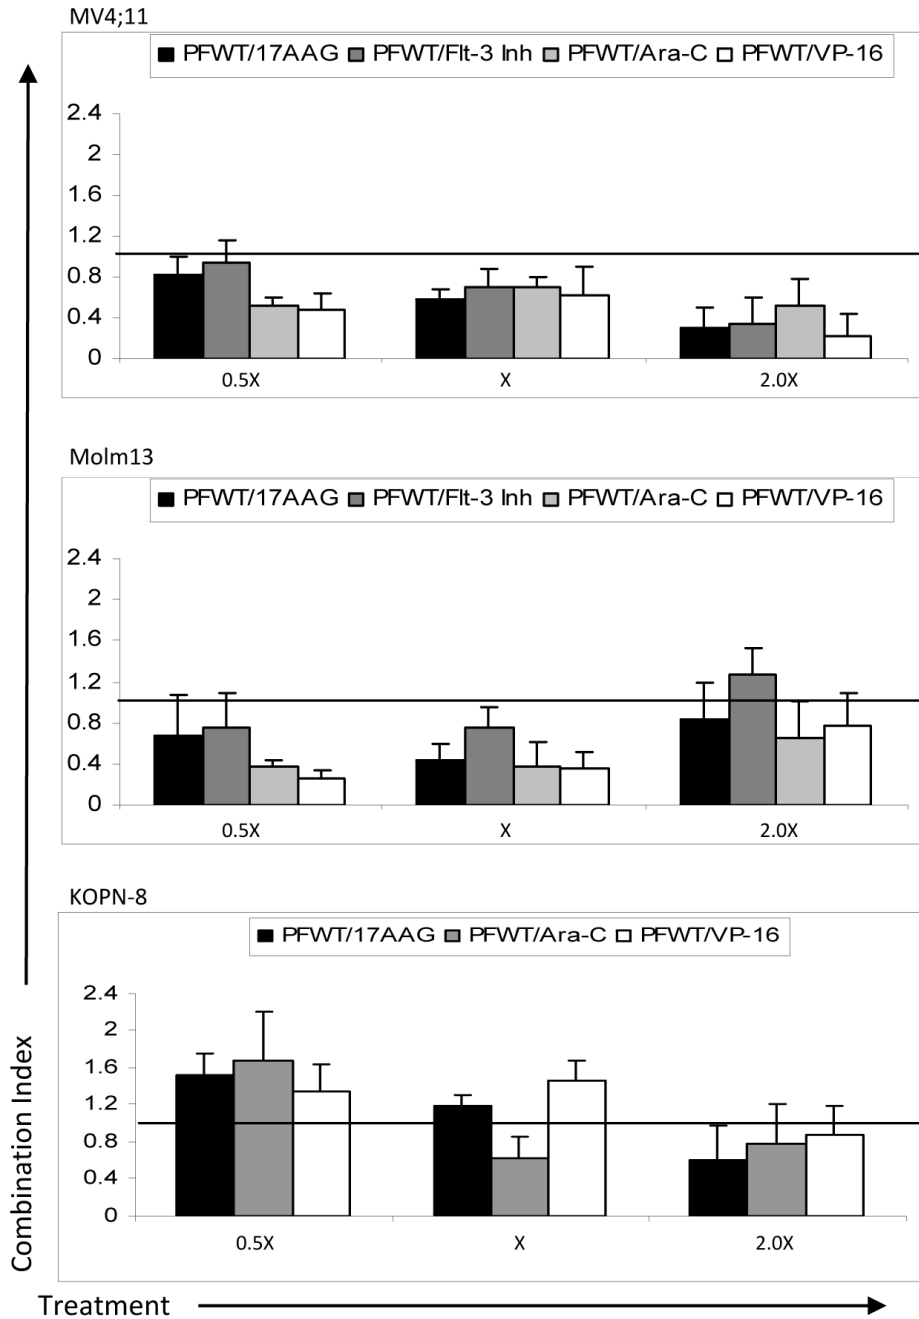 MV4;11
PFWT/17AAG PFWT/Flt-3 Inh PFWT/Ara-C PFWT/VP-16
2.4
2
1.6
1.2
0.8
0.4
0
0.5X X 2.0X
Molm13
PFWT/17AAG PFWT/Flt-3 Inh PFWT/Ara-C PFWT/VP-16
2.4
2
1.6
1.2
0.8
0.4
0
0.5X X 2.0X
KOPN-8
PFWT/17AAG PFWT/Ara-C PFWT/VP-16
2.4
2
1.6
1.2
0.8
0.4
0
0.5X X 2.0X
Combination Index
Treatment